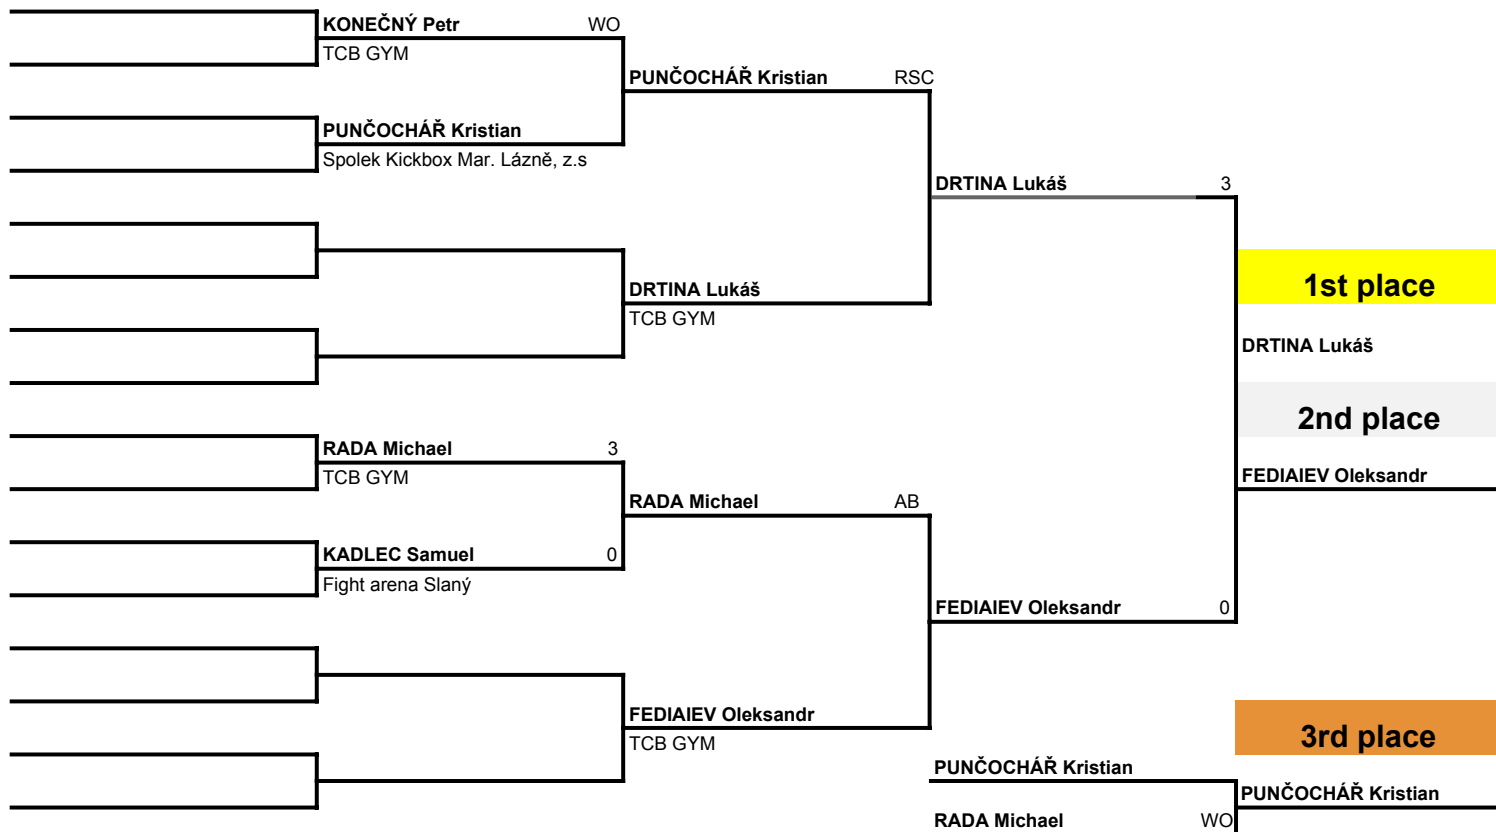 KONEČNÝ Petr WO
TCB GYM
PUNČOCHÁŘ Kristian RSC
PUNČOCHÁŘ Kristian
Spolek Kickbox Mar. Lázně, z.s
DRTINA Lukáš 3
DRTINA Lukáš
TCB GYM
1st place
DRTINA Lukáš
2nd place
FEDIAIEV Oleksandr
RADA Michael 3
TCB GYM
RADA Michael AB
KADLEC Samuel 0
Fight arena Slaný
FEDIAIEV Oleksandr 0
FEDIAIEV Oleksandr
TCB GYM
3rd place
PUNČOCHÁŘ Kristian
PUNČOCHÁŘ Kristian
RADA Michael WO